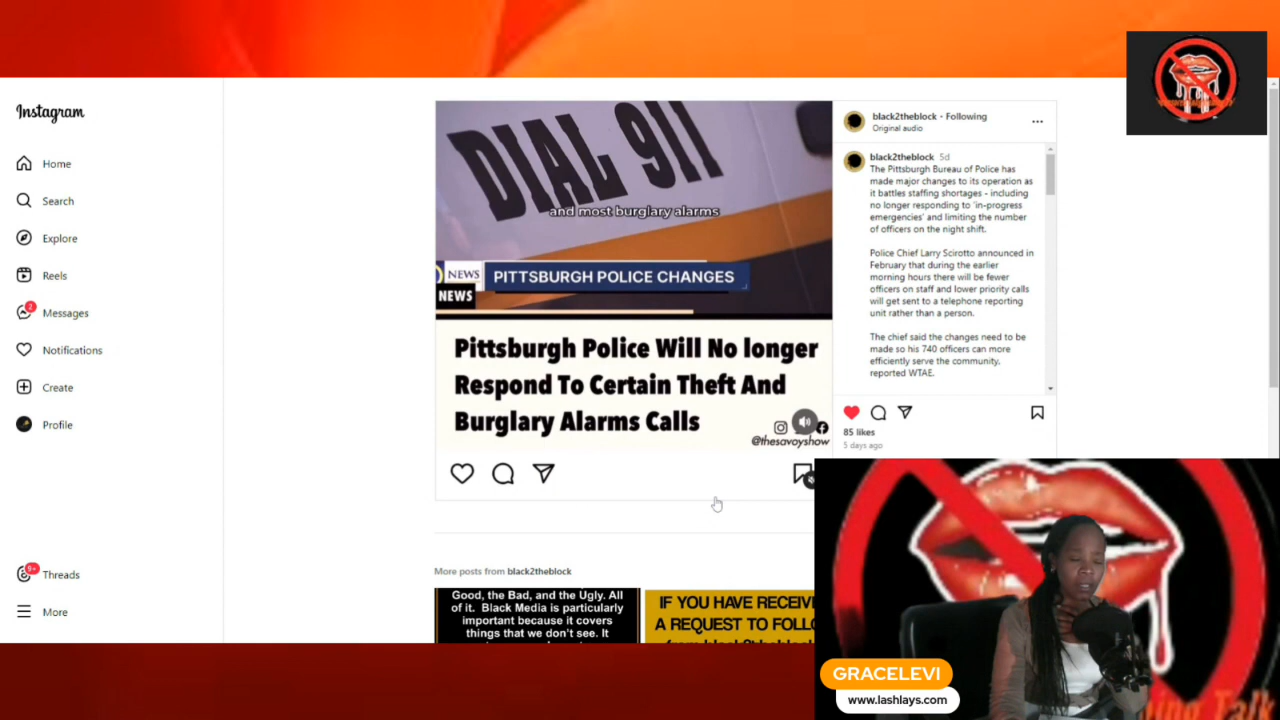 Instagram
Home
Search
Explore
Reels
2
Messages
Notifications
Create
Profile
9+
Threads
More
DIAL 911
and most burglary alarms
NEWS
PITTSBURGH POLICE CHANGES
NEWS
Pittsburgh Police Will No longer
Respond To Certain Theft And
Burglary Alarms Calls
@thesavoyshow
black2theblock • Following
Original audio
black2theblock 5d
The Pittsburgh Bureau of Police has
made major changes to its operation as
it battles staffing shortages - including
no longer responding to 'in-progress
emergencies' and limiting the number
of officers on the night shift.
Police Chief Larry Scirotto announced in
February that during the earlier
morning hours there will be fewer
officers on staff and lower priority calls
will get sent to a telephone reporting
unit rather than a person.
The chief said the changes need to be
made so his 740 officers can more
efficiently serve the community,
reported WTAE.
85 likes
5 days ago
More posts from black2theblock
Good, the Bad, and the Ugly. All
of it. Black Media is particularly
important because it covers
things that we don't see. It
IF YOU HAVE RECEIV
A REQUEST TO FOLLO
GRACELEVI
www.lashlays.com
Talk